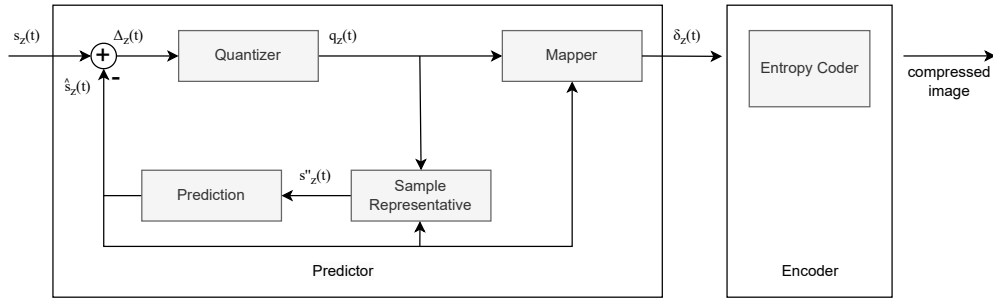 s_z(t)
Δ_z(t)
Quantizer
q_z(t)
Mapper
δ_z(t)
Entropy Coder
compressed
image
+
-
ŝ_z(t)
Prediction
s''_z(t)
Sample
Representative
Predictor
Encoder